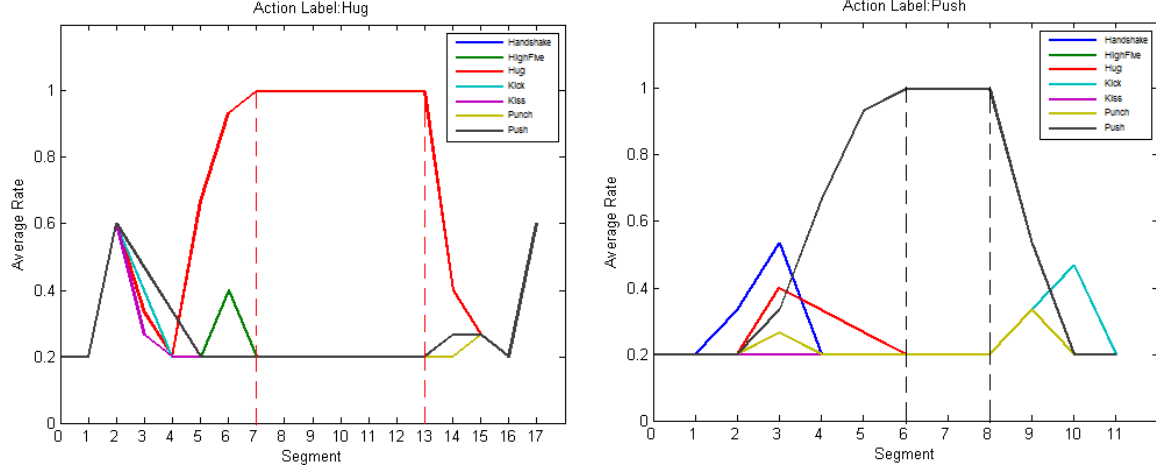 Action Label:Hug
Handshake
HighFive
Hug
Kick
Kiss
Punch
Push
1
0.8
0.6
0.4
0.2
0
Average Rate
0 1 2 3 4 5 6 7 8 9 10 11 12 13 14 15 16 17
Segment
Action Label:Push
Handshake
HighFive
Hug
Kick
Kiss
Punch
Push
1
0.8
0.6
0.4
0.2
0
Average Rate
0 1 2 3 4 5 6 7 8 9 10 11
Segment